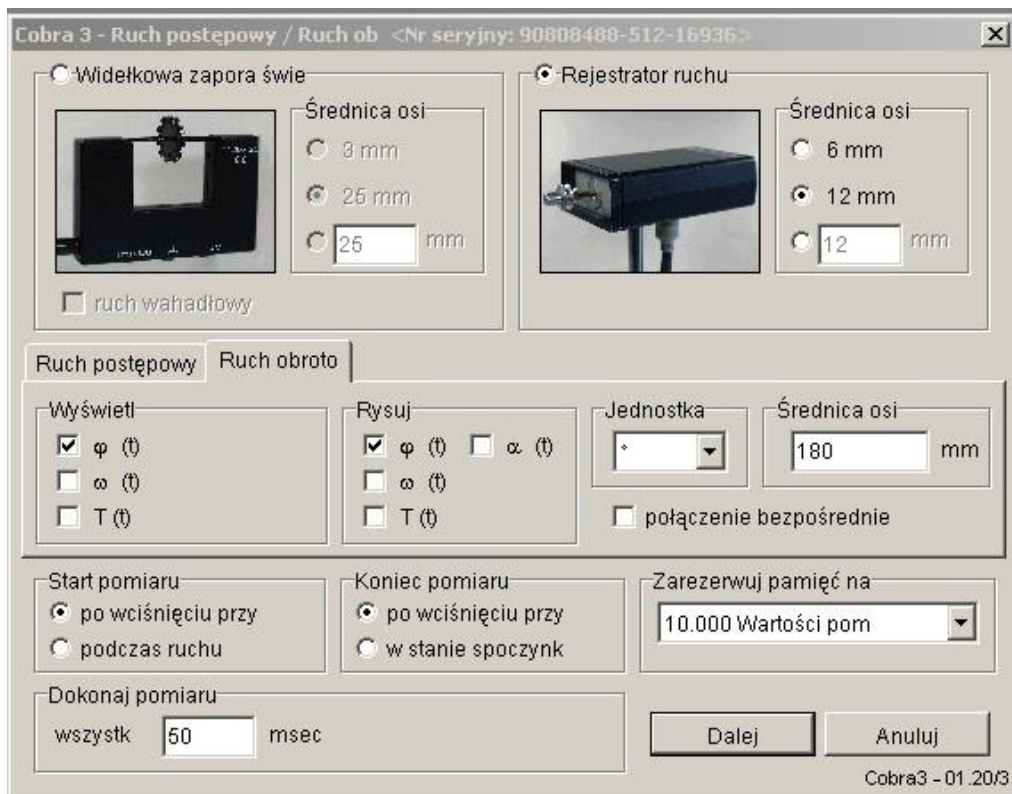 Cobra 3 - Ruch postępowy / Ruch ob <Nr seryjny: 90808488-512-16936>
Widełkowa zapora świe
Średnica osi
3 mm
25 mm
25 mm
ruch wahadłowy
Rejestrator ruchu
Średnica osi
6 mm
12 mm
12 mm
Ruch postępowy
Ruch obroto
Wyświetl
φ (t)
ω (t)
T (t)
Rysuj
φ (t) α (t)
ω (t)
T (t)
Jednostka
°
Średnica osi
180 mm
połączenie bezpośrednie
Start pomiaru
po wciśnięciu przy
podczas ruchu
Koniec pomiaru
po wciśnięciu przy
w stanie spoczynk
Zarezerwuj pamięć na
10.000 Wartości pom
Dokonaj pomiaru
wszystk 50 msec
Dalej
Anuluj
Cobra3 - 01.20/3